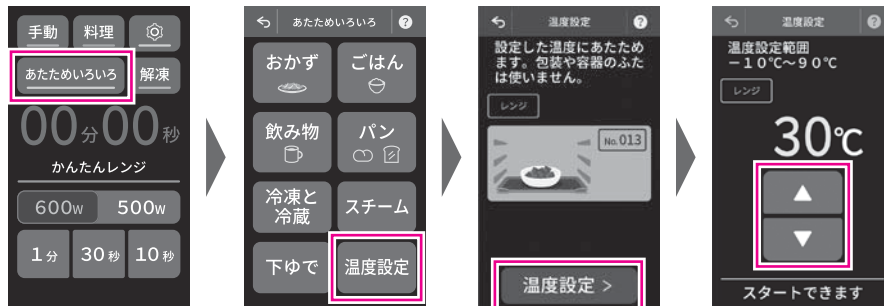 手動 料理
あたためいろいろ 解凍
00分00秒
かんたんレンジ
600W 500W
1分 30秒 10秒
あたためいろいろ ?
おかず ごはん
飲み物 パン
冷凍と
冷蔵
スチーム
下ゆで 温度設定
温度設定 ?
設定した温度にあたため
ます。包装や容器のふた
は使いません。
レンジ
No.013
温度設定 >
温度設定 ?
温度設定範囲
－10℃～90℃
レンジ
30℃
▲
▼
スタートできます